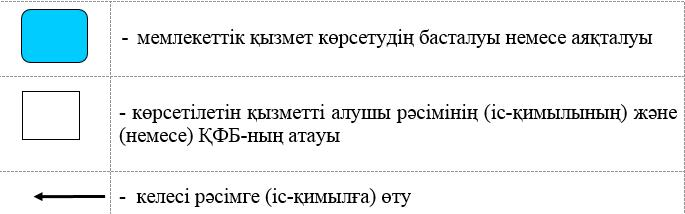 - мемлекеттік қызмет көрсетудің басталуы немесе аяқталуы
- көрсетілетін қызметті алушы рәсімінің (іс-қимылының) және
(немесе) ҚФБ-ның атауы
- келесі рәсімге (іс-қимылға) өту